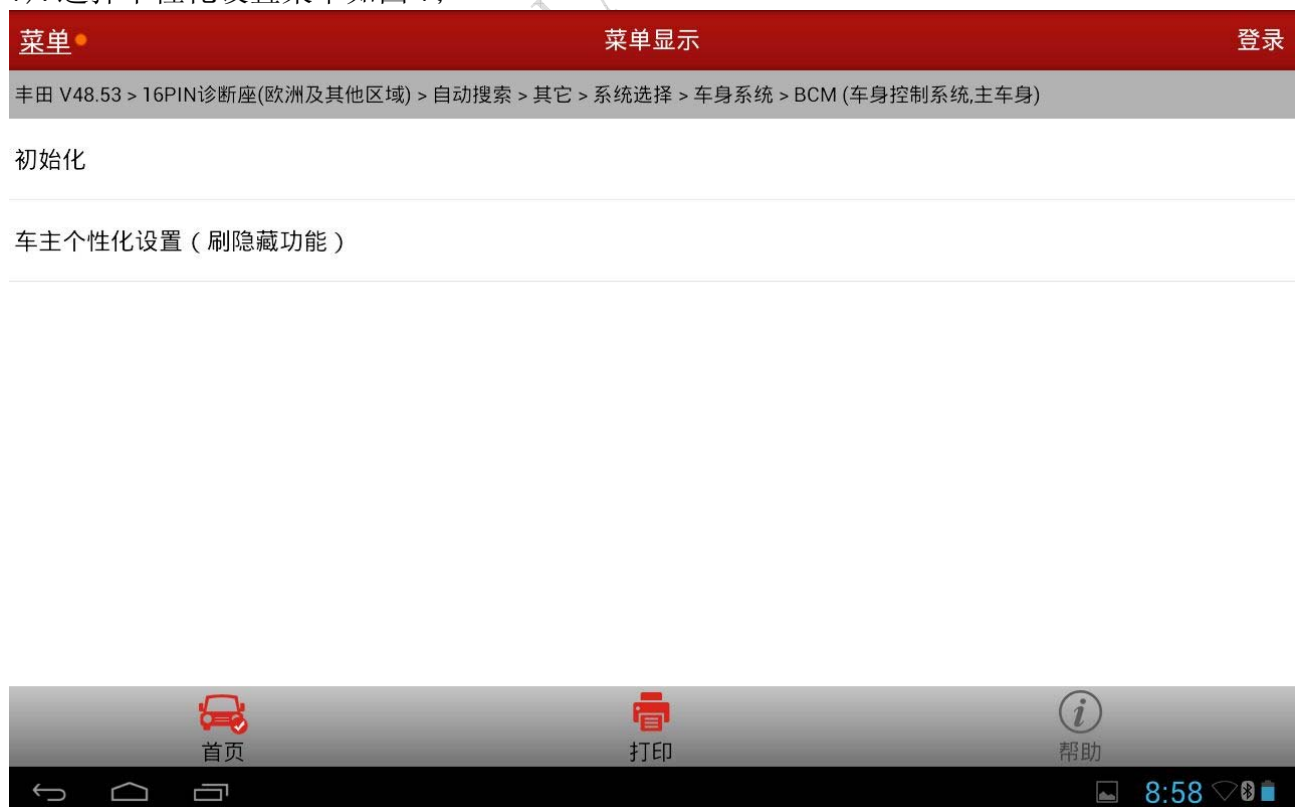 菜单 菜单显示 登录
丰田 V48.53 > 16PIN诊断座(欧洲及其他区域) > 自动搜索 > 其它 > 系统选择 > 车身系统 > BCM (车身控制系统,主车身)
初始化
车主个性化设置（刷隐藏功能）
首页 打印 帮助
8:58